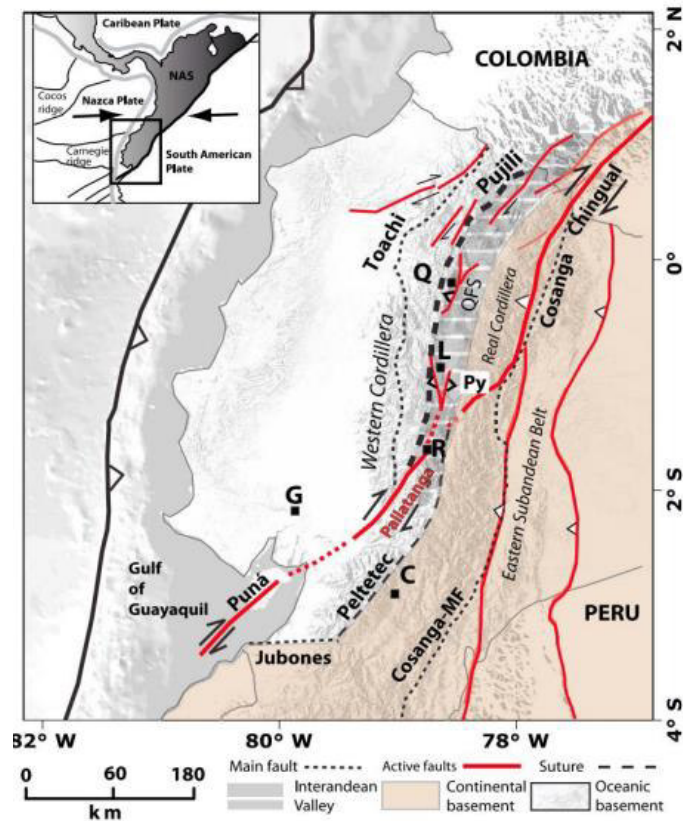 Caribean Plate
NAS
Cocos
ridge
Nazca Plate
Carnegie
ridge
South American
Plate
COLOMBIA
2°N
0°
2°S
4°S
Pujili
Toachi
Chingual
Cosanga
Q
QFS
Real Cordillera
L
Py
Western Cordillera
R
Pallatanga
G
Eastern Subandean Belt
Gulf
of
Guayaquil
Puná
Peltetec
C
PERU
Jubones
Cosanga-MF
80° W
78° W
Main fault
Active faults
Suture
0 60 180
km
Interandean
Valley
Continental
basement
Oceanic
basement